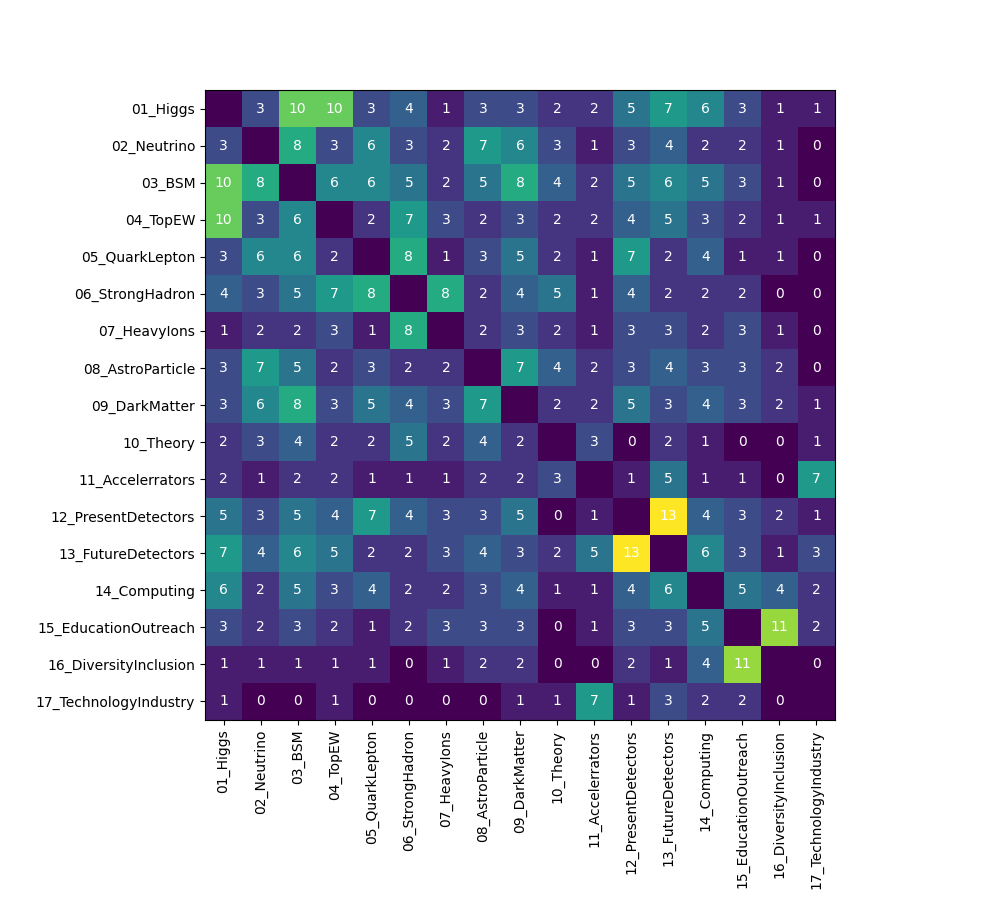 01_Higgs 3 10 10 3 4 1 3 3 2 2 5 7 6 3 1 1
02_Neutrino 3 8 3 6 3 2 7 6 3 1 3 4 2 2 1 0
03_BSM 10 8 6 6 5 2 5 8 4 2 5 6 5 3 1 0
04_TopEW 10 3 6 2 7 3 2 3 2 2 4 5 3 2 1 1
05_QuarkLepton 3 6 6 2 8 1 3 5 2 1 7 2 4 1 1 0
06_StrongHadron 4 3 5 7 8 8 2 4 5 1 4 2 2 2 0 0
07_HeavyIons 1 2 2 3 1 8 2 3 2 1 3 3 2 3 1 0
08_AstroParticle 3 7 5 2 3 2 2 7 4 2 3 4 3 3 2 0
09_DarkMatter 3 6 8 3 5 4 3 7 2 2 5 3 4 3 2 1
10_Theory 2 3 4 2 2 5 2 4 2 3 0 2 1 0 0 1
11_Accelerrators 2 1 2 2 1 1 1 2 2 3 1 5 1 1 0 7
12_PresentDetectors 5 3 5 4 7 4 3 3 5 0 1 13 4 3 2 1
13_FutureDetectors 7 4 6 5 2 2 3 4 3 2 5 13 6 3 1 3
14_Computing 6 2 5 3 4 2 2 3 4 1 1 4 6 5 4 2
15_EducationOutreach 3 2 3 2 1 2 3 3 3 0 1 3 3 5 11 2
16_DiversityInclusion 1 1 1 1 1 0 1 2 2 0 0 2 1 4 11 0
17_TechnologyIndustry 1 0 0 1 0 0 0 0 1 1 7 1 3 2 2 0
01_Higgs
02_Neutrino
03_BSM
04_TopEW
05_QuarkLepton
06_StrongHadron
07_HeavyIons
08_AstroParticle
09_DarkMatter
10_Theory
11_Accelerrators
12_PresentDetectors
13_FutureDetectors
14_Computing
15_EducationOutreach
16_DiversityInclusion
17_TechnologyIndustry